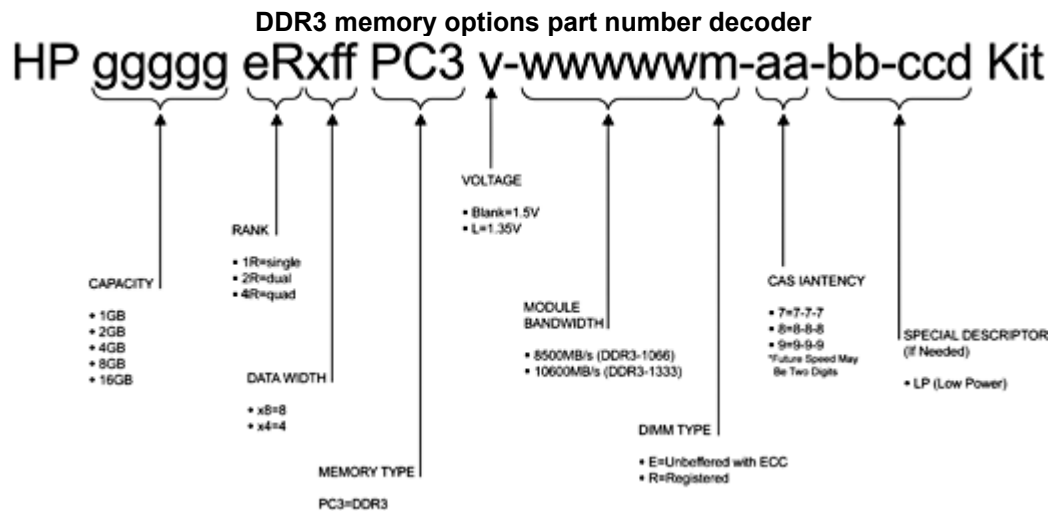 DDR3 memory options part number decoder
HP ggggg eRxff PC3 v-wwwwwm-aa-bb-ccd Kit
CAPACITY
• 1GB
• 2GB
• 4GB
• 8GB
• 16GB
RANK
• 1R=single
• 2R=dual
• 4R=quad
DATA WIDTH
• x8=8
• x4=4
MEMORY TYPE
PC3=DDR3
VOLTAGE
• Blank=1.5V
• L=1.35V
MODULE
BANDWIDTH
• 8500MB/s (DDR3-1066)
• 10600MB/s (DDR3-1333)
DIMM TYPE
• E=Unbeffered with ECC
• R=Registered
CAS IANTENCY
• 7=7-7-7
• 8=8-8-8
• 9=9-9-9
*Future Speed May
Be Two Digits
SPECIAL DESCRIPTOR
(If Needed)
• LP (Low Power)